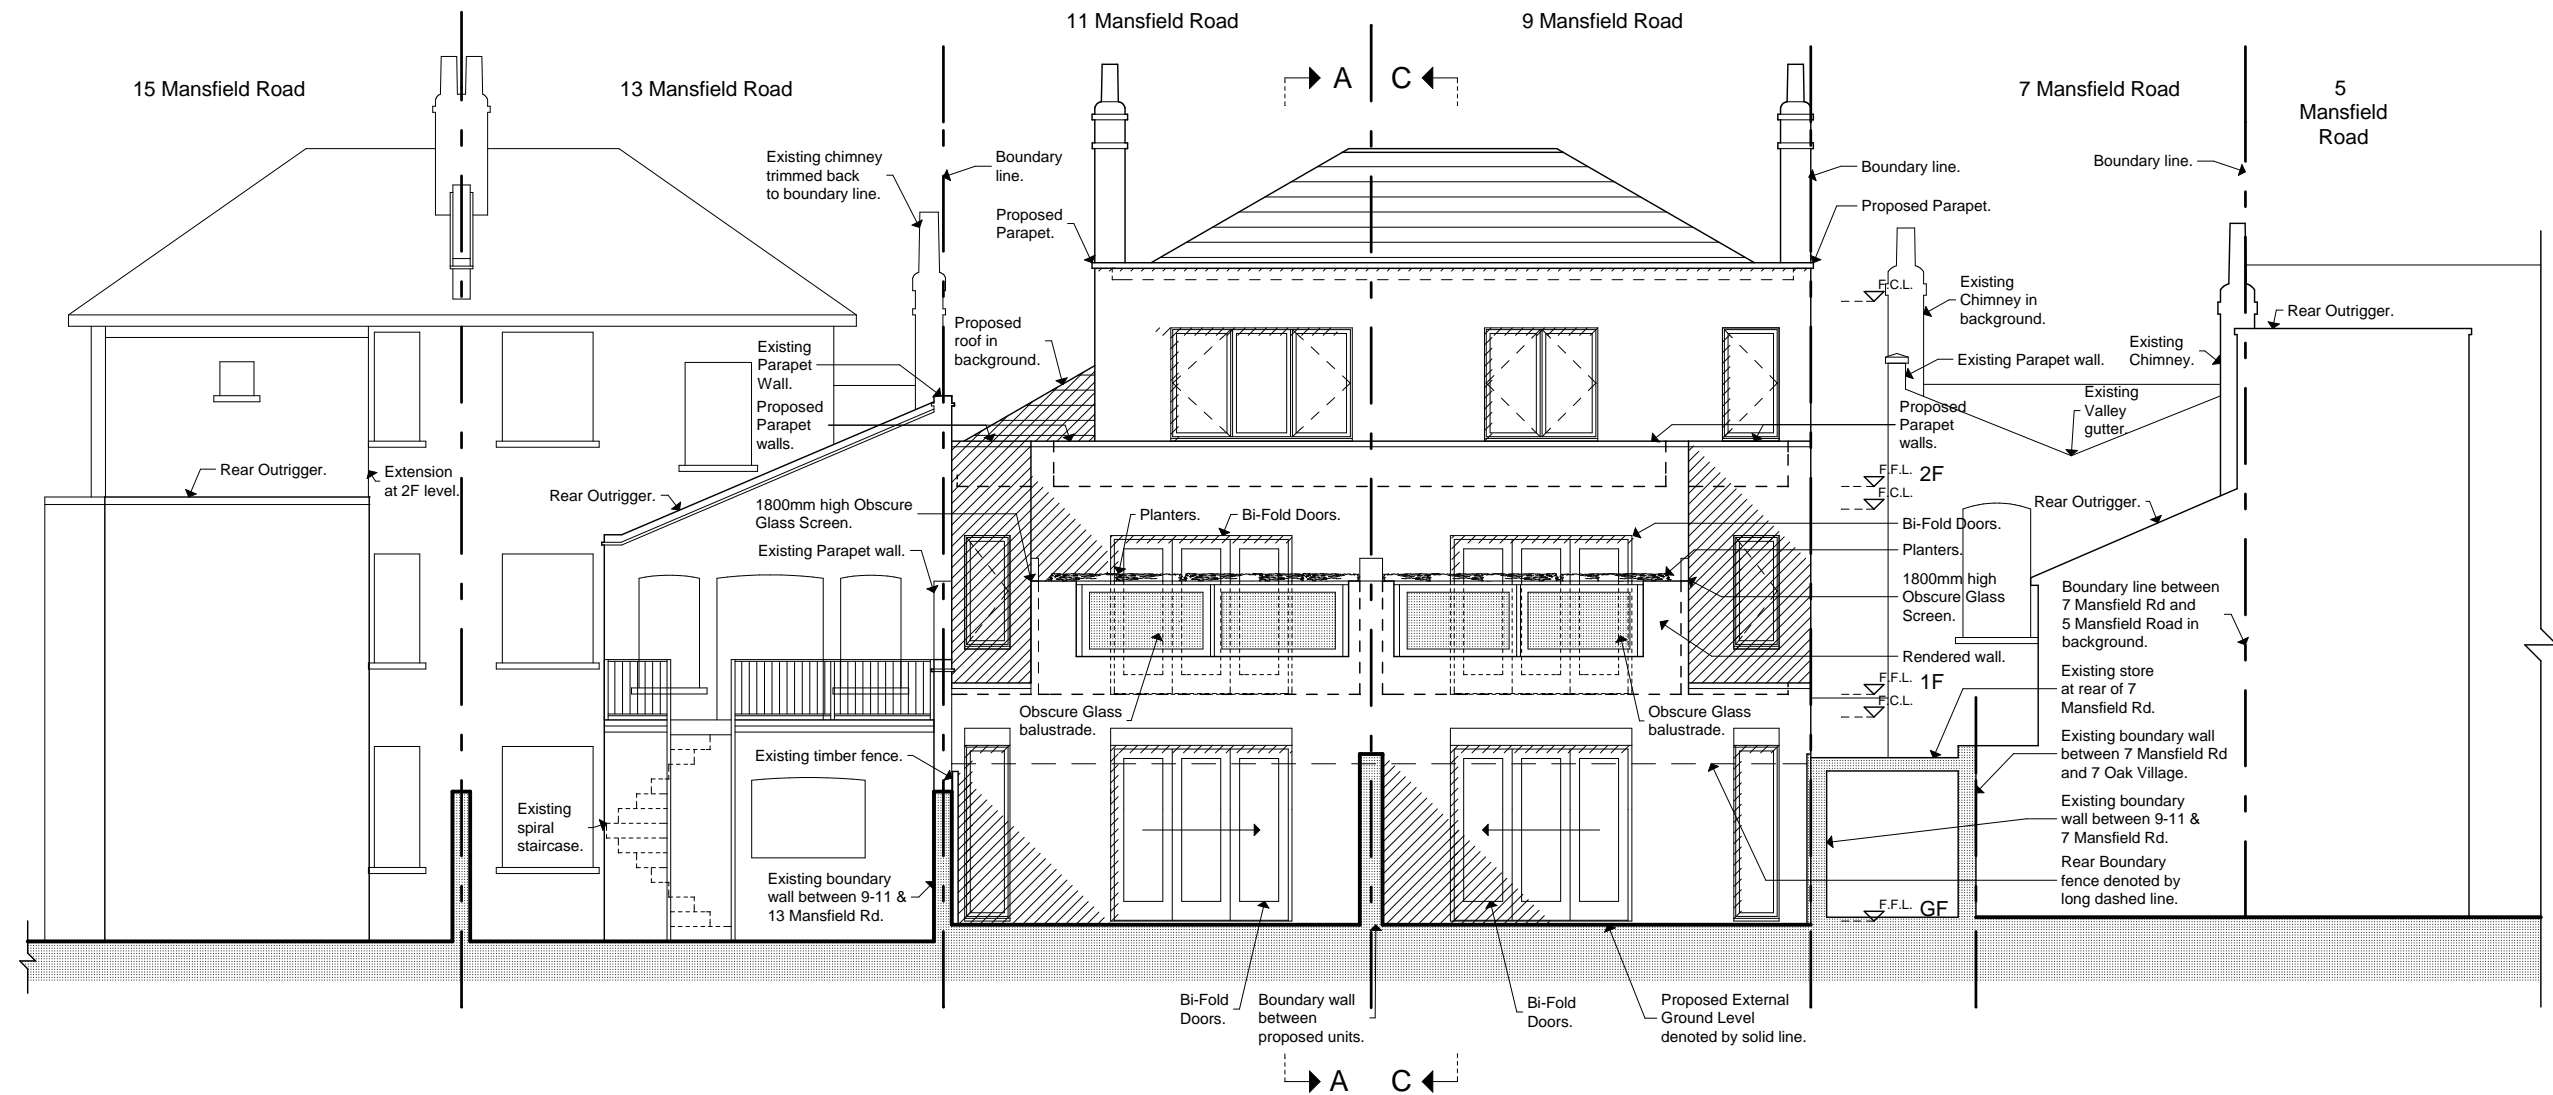 11 Mansfield Road
9 Mansfield Road
15 Mansfield Road
13 Mansfield Road
A
C
7 Mansfield Road
5
Mansfield
Road
Existing chimney
trimmed back
to boundary line.
Boundary
line.
Boundary line.
Boundary line.
Proposed
Parapet.
Proposed Parapet.
F.C.L.
Existing
Chimney in
background.
Rear Outrigger.
Proposed
roof in
background.
Existing
Parapet
Wall.
Existing Parapet wall.
Existing
Chimney.
Existing
Valley
gutter.
Proposed
Parapet
walls.
Proposed
Parapet
walls.
Rear Outrigger.
Extension
at 2F level.
Rear Outrigger.
F.F.L. 2F
F.C.L.
Rear Outrigger.
1800mm high Obscure
Glass Screen.
Planters.
Bi-Fold Doors.
Bi-Fold Doors.
Existing Parapet wall.
Planters.
1800mm high
Obscure Glass
Screen.
Boundary line between
7 Mansfield Rd and
5 Mansfield Road in
background.
Rendered wall.
F.F.L. 1F
F.C.L.
Existing store
at rear of 7
Mansfield Rd.
Obscure Glass
balustrade.
Obscure Glass
balustrade.
Existing timber fence.
Existing boundary wall
between 7 Mansfield Rd
and 7 Oak Village.
Existing
spiral
staircase.
Existing boundary
wall between 9-11 &
7 Mansfield Rd.
Existing boundary
wall between 9-11 &
13 Mansfield Rd.
Rear Boundary
fence denoted by
long dashed line.
F.F.L. GF
Bi-Fold
Doors.
Boundary wall
between
proposed units.
Bi-Fold
Doors.
Proposed External
Ground Level
denoted by solid line.
A
C